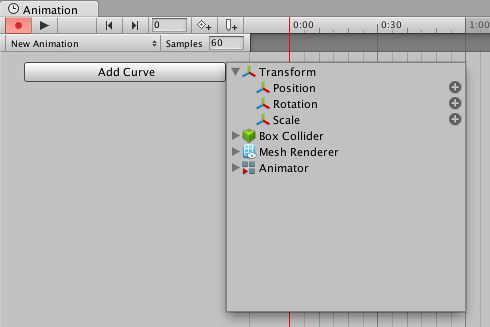 Animation
0
0:00
0:30
1:00
New Animation
Samples
60
Add Curve
Transform
Position
Rotation
Scale
Box Collider
Mesh Renderer
Animator